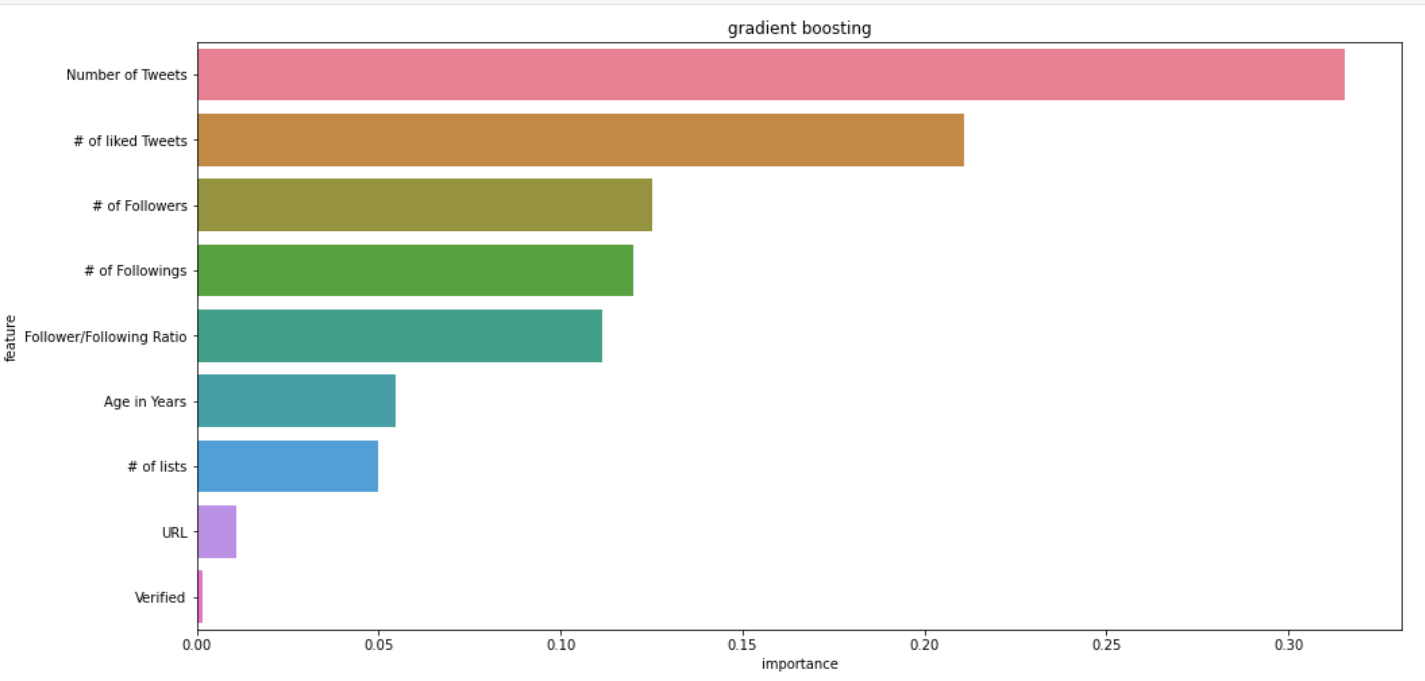 gradient boosting
Number of Tweets
# of liked Tweets
# of Followers
# of Followings
Follower/Following Ratio
Age in Years
# of lists
URL
Verified
feature
0.00 0.05 0.10 0.15 0.20 0.25 0.30
importance